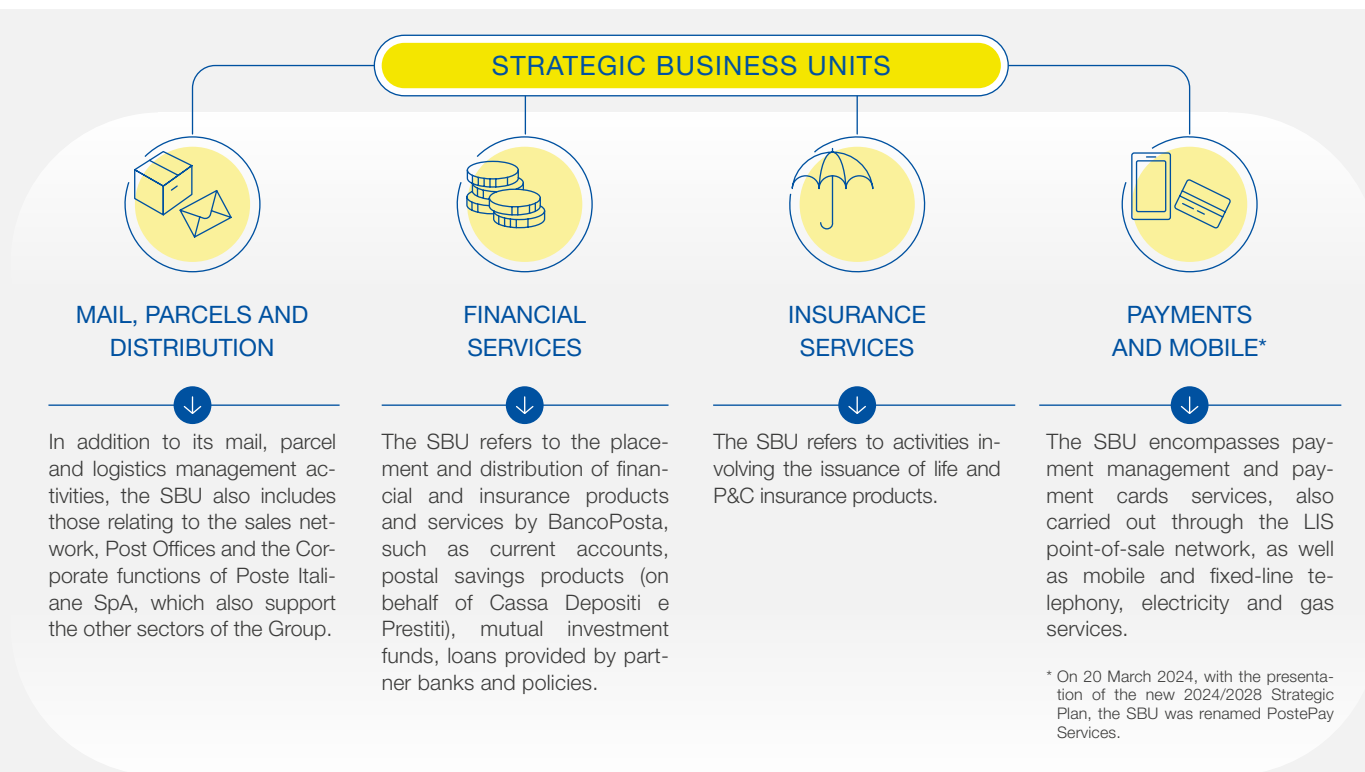 STRATEGIC BUSINESS UNITS
MAIL, PARCELS AND
DISTRIBUTION
In addition to its mail, parcel
and logistics management ac-
tivities, the SBU also includes
those relating to the sales net-
work, Post Offices and the Cor-
porate functions of Poste Itali-
ane SpA, which also support
the other sectors of the Group.
FINANCIAL
SERVICES
The SBU refers to the place-
ment and distribution of finan-
cial and insurance products
and services by BancoPosta,
such as current accounts,
postal savings products (on
behalf of Cassa Depositi e
Prestiti), mutual investment
funds, loans provided by part-
ner banks and policies.
INSURANCE
SERVICES
The SBU refers to activities in-
volving the issuance of life and
P&C insurance products.
PAYMENTS
AND MOBILE*
The SBU encompasses pay-
ment management and pay-
ment cards services, also
carried out through the LIS
point-of-sale network, as well
as mobile and fixed-line te-
lephony, electricity and gas
services.
* On 20 March 2024, with the presenta-
tion of the new 2024/2028 Strategic
Plan, the SBU was renamed PostePay
Services.